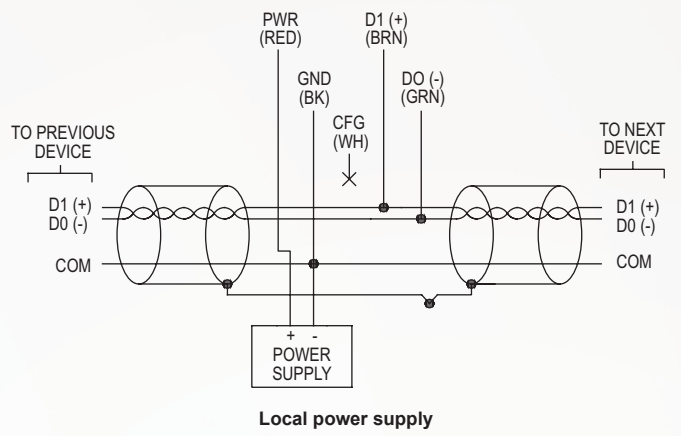 PWR
(RED)
D1 (+)
(BRN)
GND
(BK)
DO (-)
(GRN)
CFG
(WH)
TO PREVIOUS
DEVICE
TO NEXT
DEVICE
D1 (+)
D0 (-)
COM
D1 (+)
D0 (-)
COM
+ -
POWER
SUPPLY
Local power supply